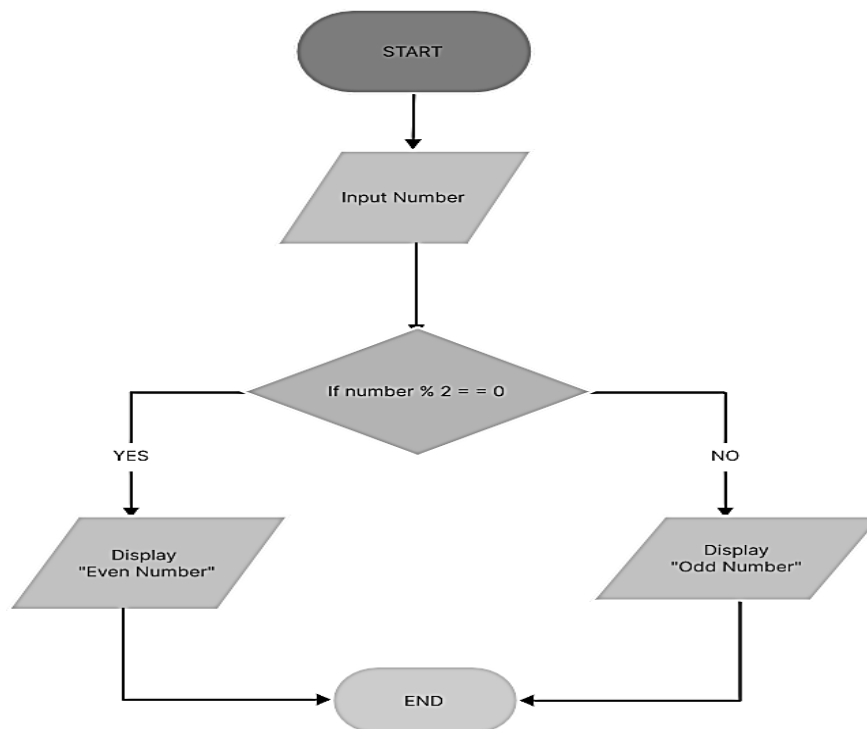 START
Input Number
If number % 2 = = 0
YES
NO
Display
"Even Number"
Display
"Odd Number"
END